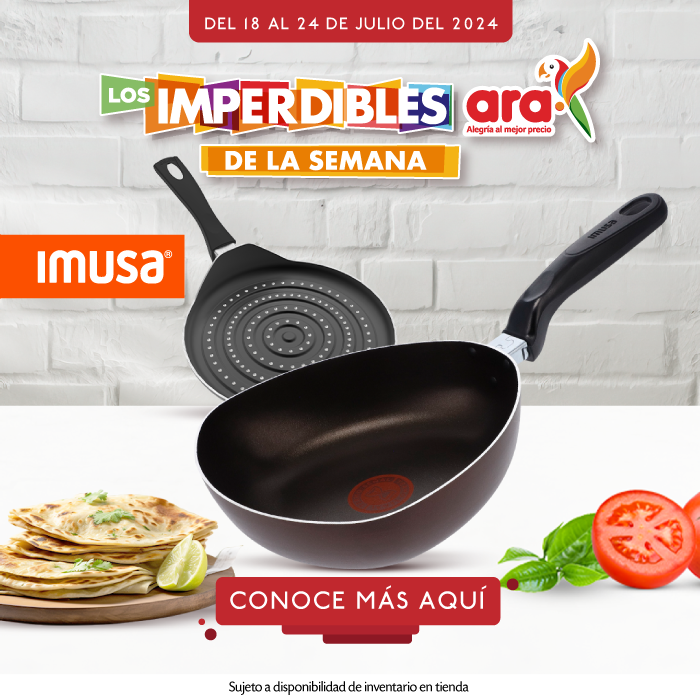 DEL 18 AL 24 DE JULIO DEL 2024
LOS IMPERDIBLES
DE LA SEMANA
ara
Alegría al mejor precio
IMUSA®
IMUSA
CONOCE MÁS AQUÍ
Sujeto a disponibilidad de inventario en tienda